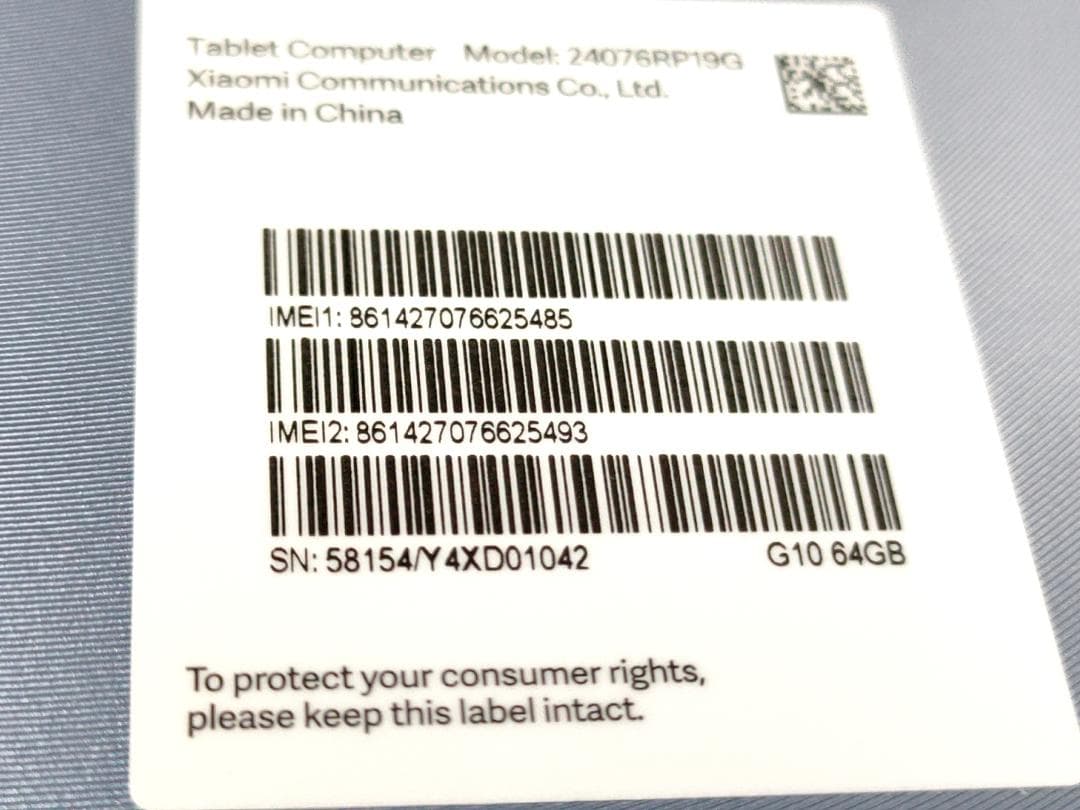 Tablet Computer Model: 24076RP19G
Xiaomi Communications Co., Ltd.
Made in China
IMEI1: 861427076625485
IMEI2: 861427076625493
SN: 58154/Y4XD01042 G10 64GB
To protect your consumer rights,
please keep this label intact.